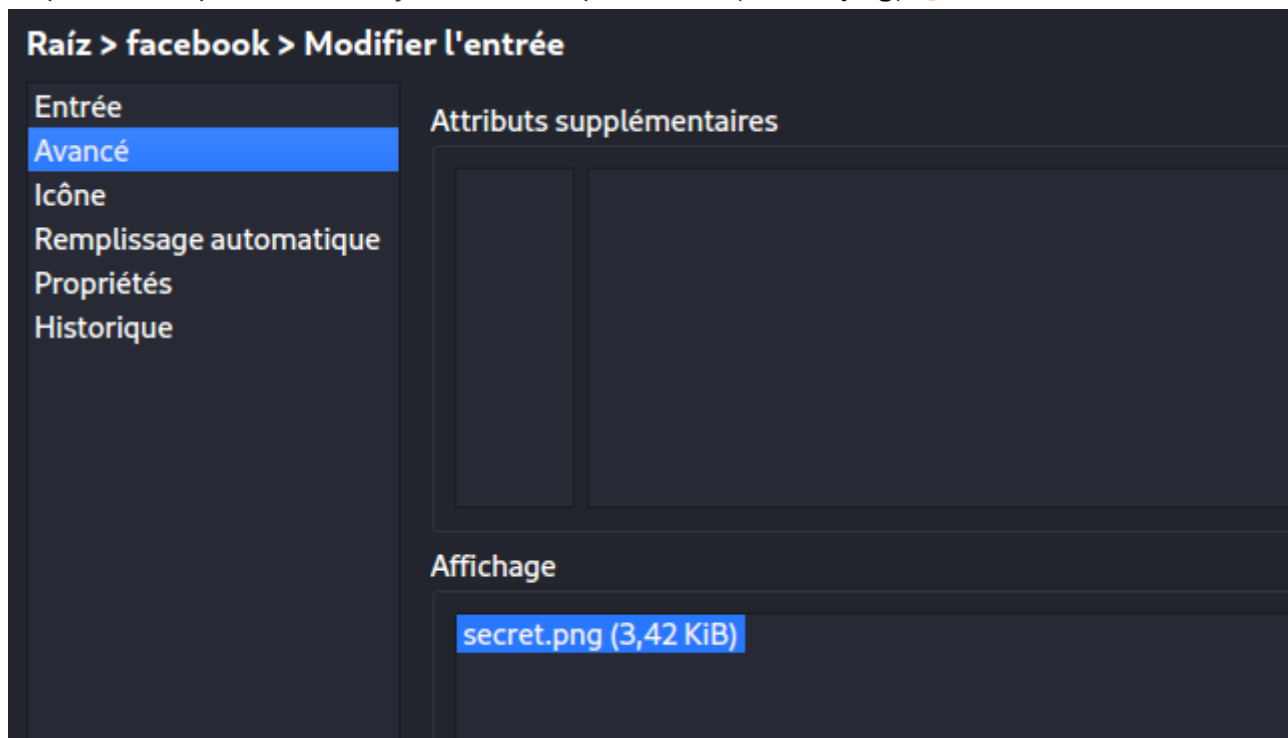 Raíz > facebook > Modifier l'entrée
Entrée
Avancé
Icône
Remplissage automatique
Propriétés
Historique
Attributs supplémentaires
Affichage
secret.png (3,42 KiB)